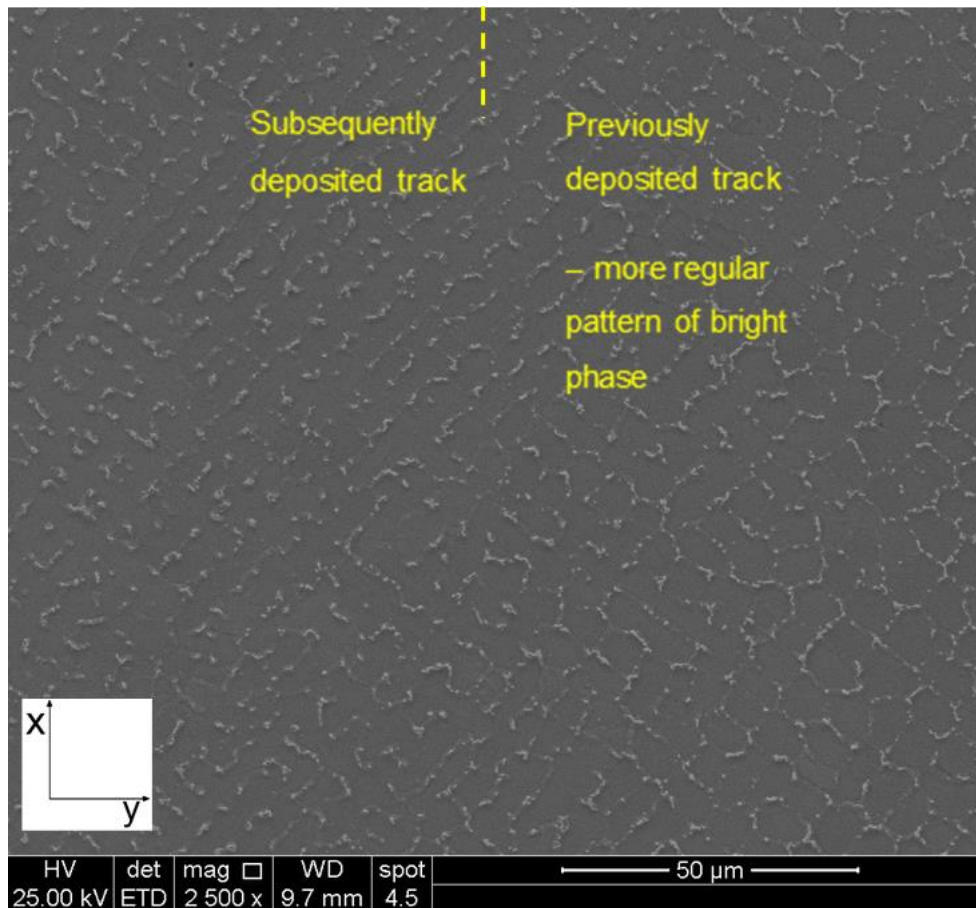 Subsequently
deposited track
Previously
deposited track
– more regular
pattern of bright
phase
x
y
HV det mag □ WD spot
25.00 kV ETD 2 500 x 9.7 mm 4.5
50 µm